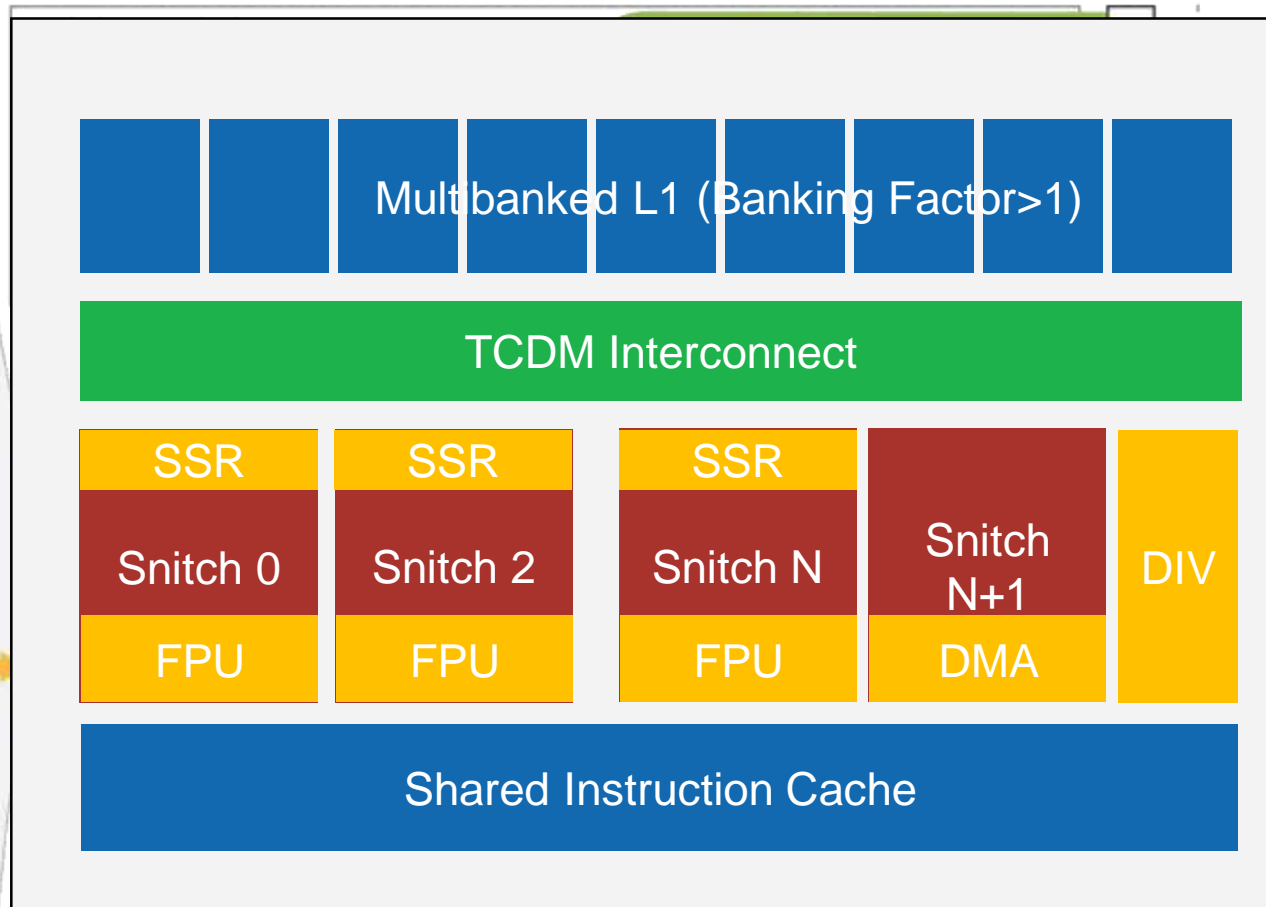 Multibanked L1 (Banking Factor>1)
TCDM Interconnect
SSR
SSR
SSR
Snitch 0
Snitch 2
Snitch N
Snitch
N+1
DIV
FPU
FPU
FPU
DMA
Shared Instruction Cache